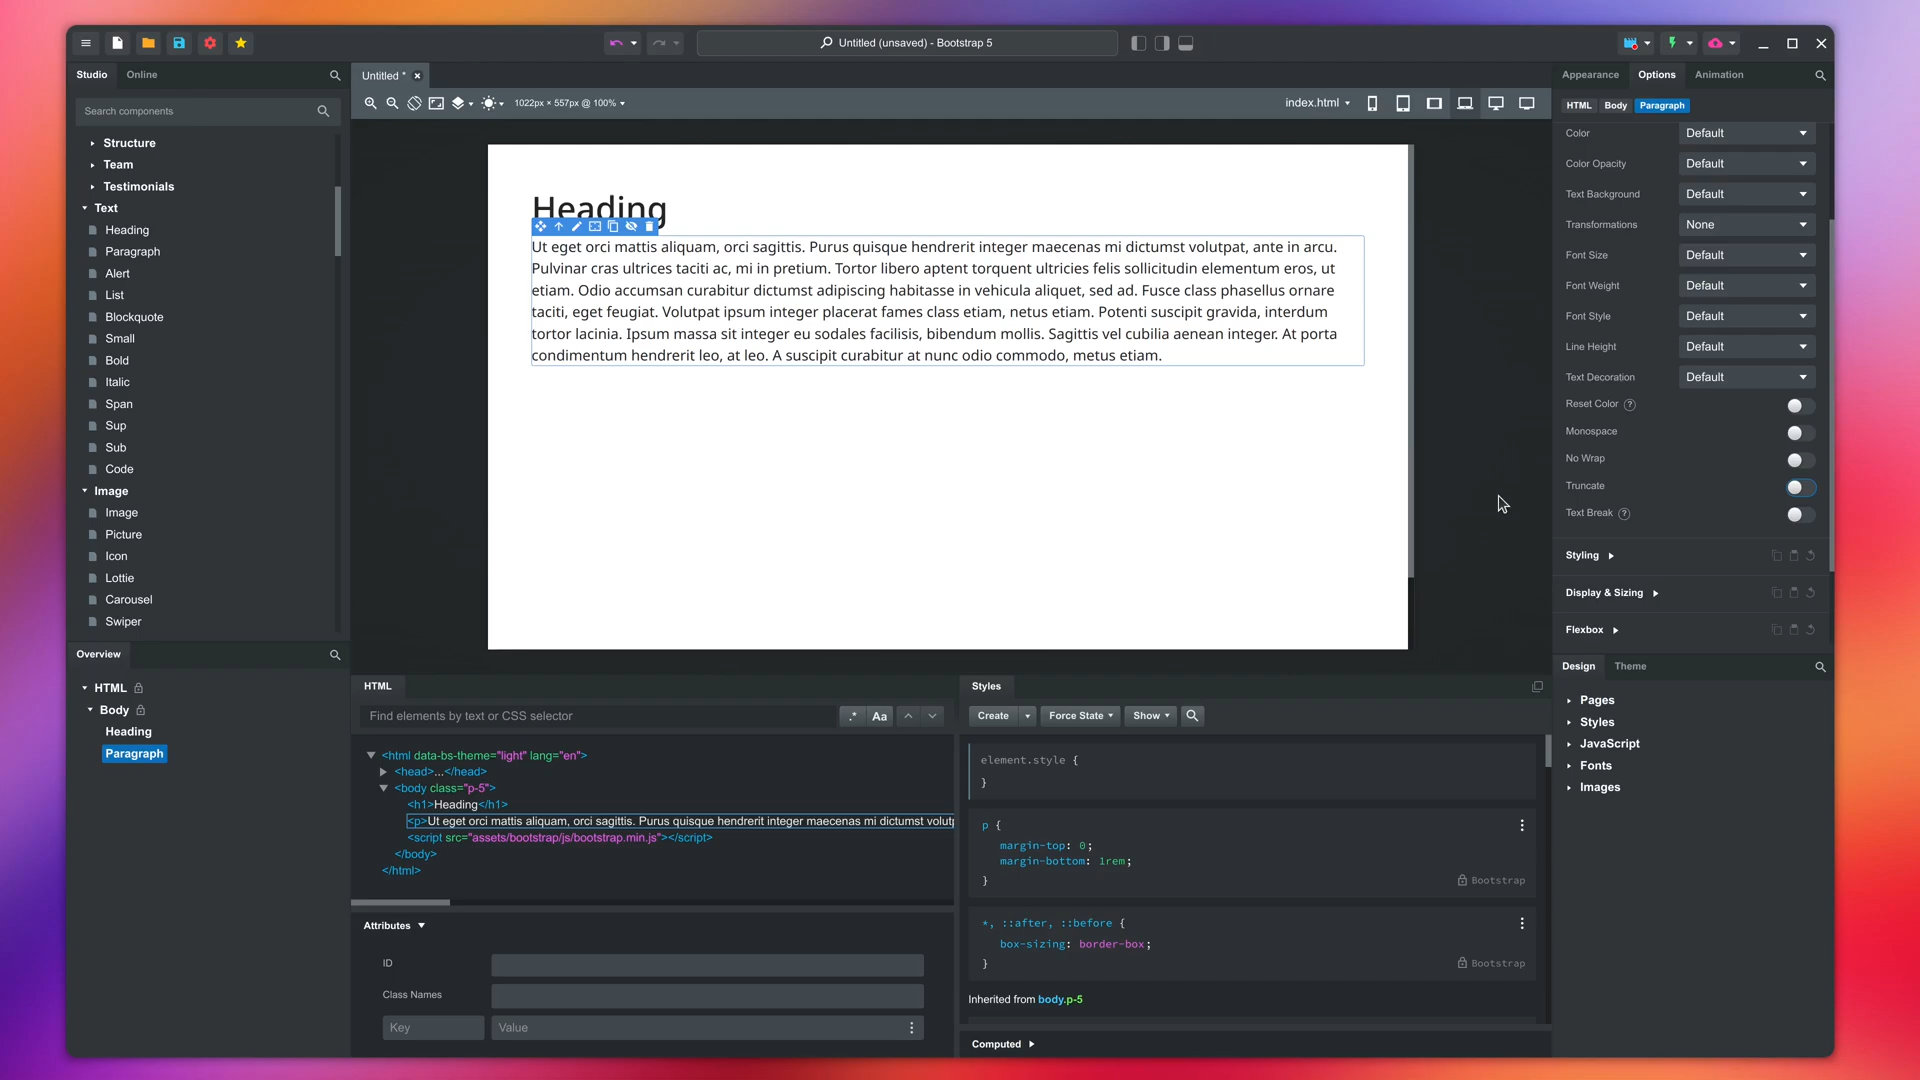 Untitled (unsaved) - Bootstrap 5
Studio
Online
Search components
Structure
Team
Testimonials
Text
Heading
Paragraph
Alert
List
Blockquote
Small
Bold
Italic
Span
Sup
Sub
Code
Image
Image
Picture
Icon
Lottie
Carousel
Swiper
Overview
HTML
Body
Heading
Paragraph
Untitled *
1022px × 557px @ 100%
index.html
Heading
Ut eget orci mattis aliquam, orci sagittis. Purus quisque hendrerit integer maecenas mi dictumst volutpat, ante in arcu.
Pulvinar cras ultrices taciti ac, mi in pretium. Tortor libero aptent torquent ultricies felis sollicitudin elementum eros, ut
etiam. Odio accumsan curabitur dictumst adipiscing habitasse in vehicula aliquet, sed ad. Fusce class phasellus ornare
taciti, eget feugiat. Volutpat ipsum integer placerat fames class etiam, netus etiam. Potenti suscipit gravida, interdum
tortor lacinia. Ipsum massa sit integer eu sodales facilisis, bibendum mollis. Sagittis vel cubilia aenean integer. At porta
condimentum hendrerit leo, at leo. A suscipit curabitur at nunc odio commodo, metus etiam.
HTML
Find elements by text or CSS selector
.*
Aa
<html data-bs-theme="light" lang="en">
<head>...</head>
<body class="p-5">
<h1>Heading</h1>
<p>Ut eget orci mattis aliquam, orci sagittis. Purus quisque hendrerit integer maecenas mi dictumst volutp
<script src="assets/bootstrap/js/bootstrap.min.js"></script>
</body>
</html>
Attributes
ID
Class Names
Key
Value
Styles
Create
Force State
Show
element.style {
}
p {
margin-top: 0;
margin-bottom: 1rem;
}
Bootstrap
*, ::after, ::before {
box-sizing: border-box;
}
Bootstrap
Inherited from body.p-5
Computed
Appearance
Options
Animation
HTML
Body
Paragraph
Color
Default
Color Opacity
Default
Text Background
Default
Transformations
None
Font Size
Default
Font Weight
Default
Font Style
Default
Line Height
Default
Text Decoration
Default
Reset Color ?
Monospace
No Wrap
Truncate
Text Break ?
Styling
Display & Sizing
Flexbox
Design
Theme
Pages
Styles
JavaScript
Fonts
Images